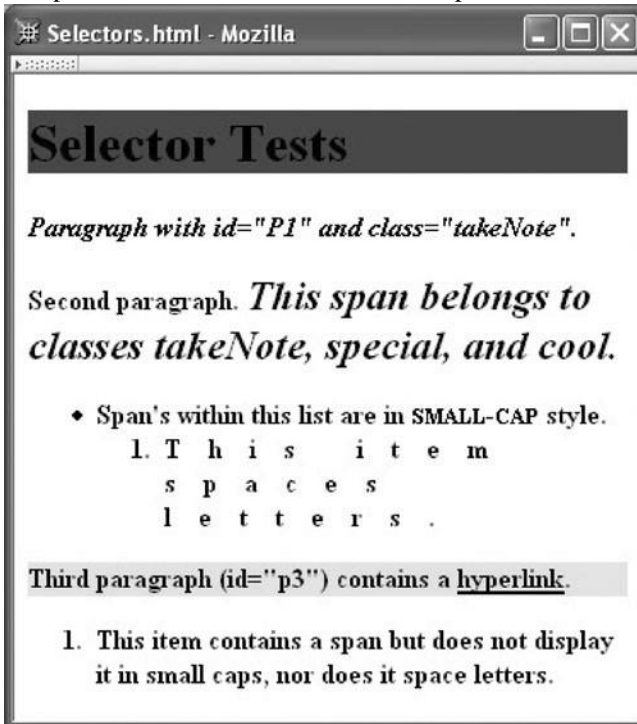 Selectors.html - Mozilla
Selector Tests
Paragraph with id="P1" and class="takeNote".
Second paragraph. This span belongs to
classes takeNote, special, and cool.
• Span's within this list are in SMALL-CAP style.
1. T h i s i t e m
s p a c e s
l e t t e r s .
Third paragraph (id="p3") contains a hyperlink.
1. This item contains a span but does not display
it in small caps, nor does it space letters.